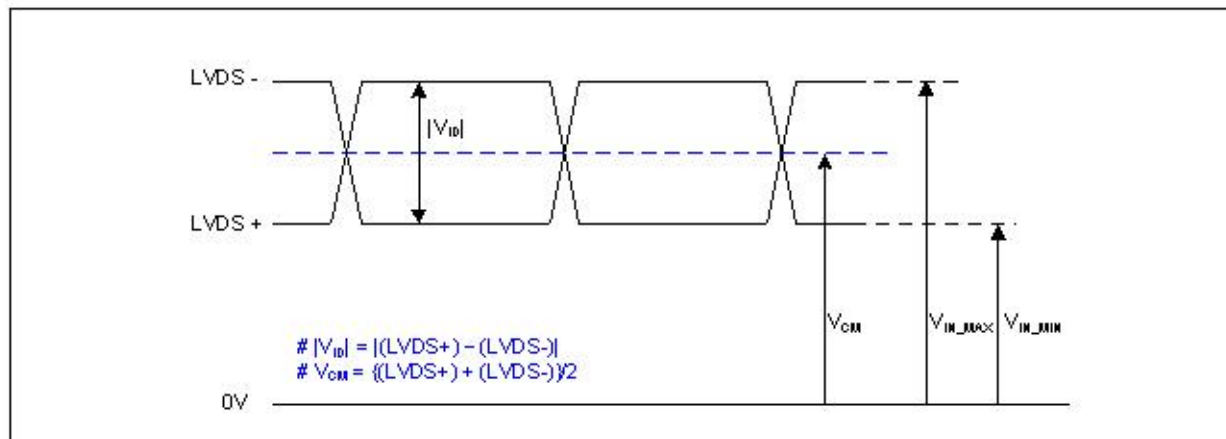 LVDS -
|VID|
LVDS +
VCM
VIN_MAX
VIN_MIN
# |VID| = |(LVDS+) – (LVDS-)|
# VCM = {(LVDS+) + (LVDS-)}/2
0V